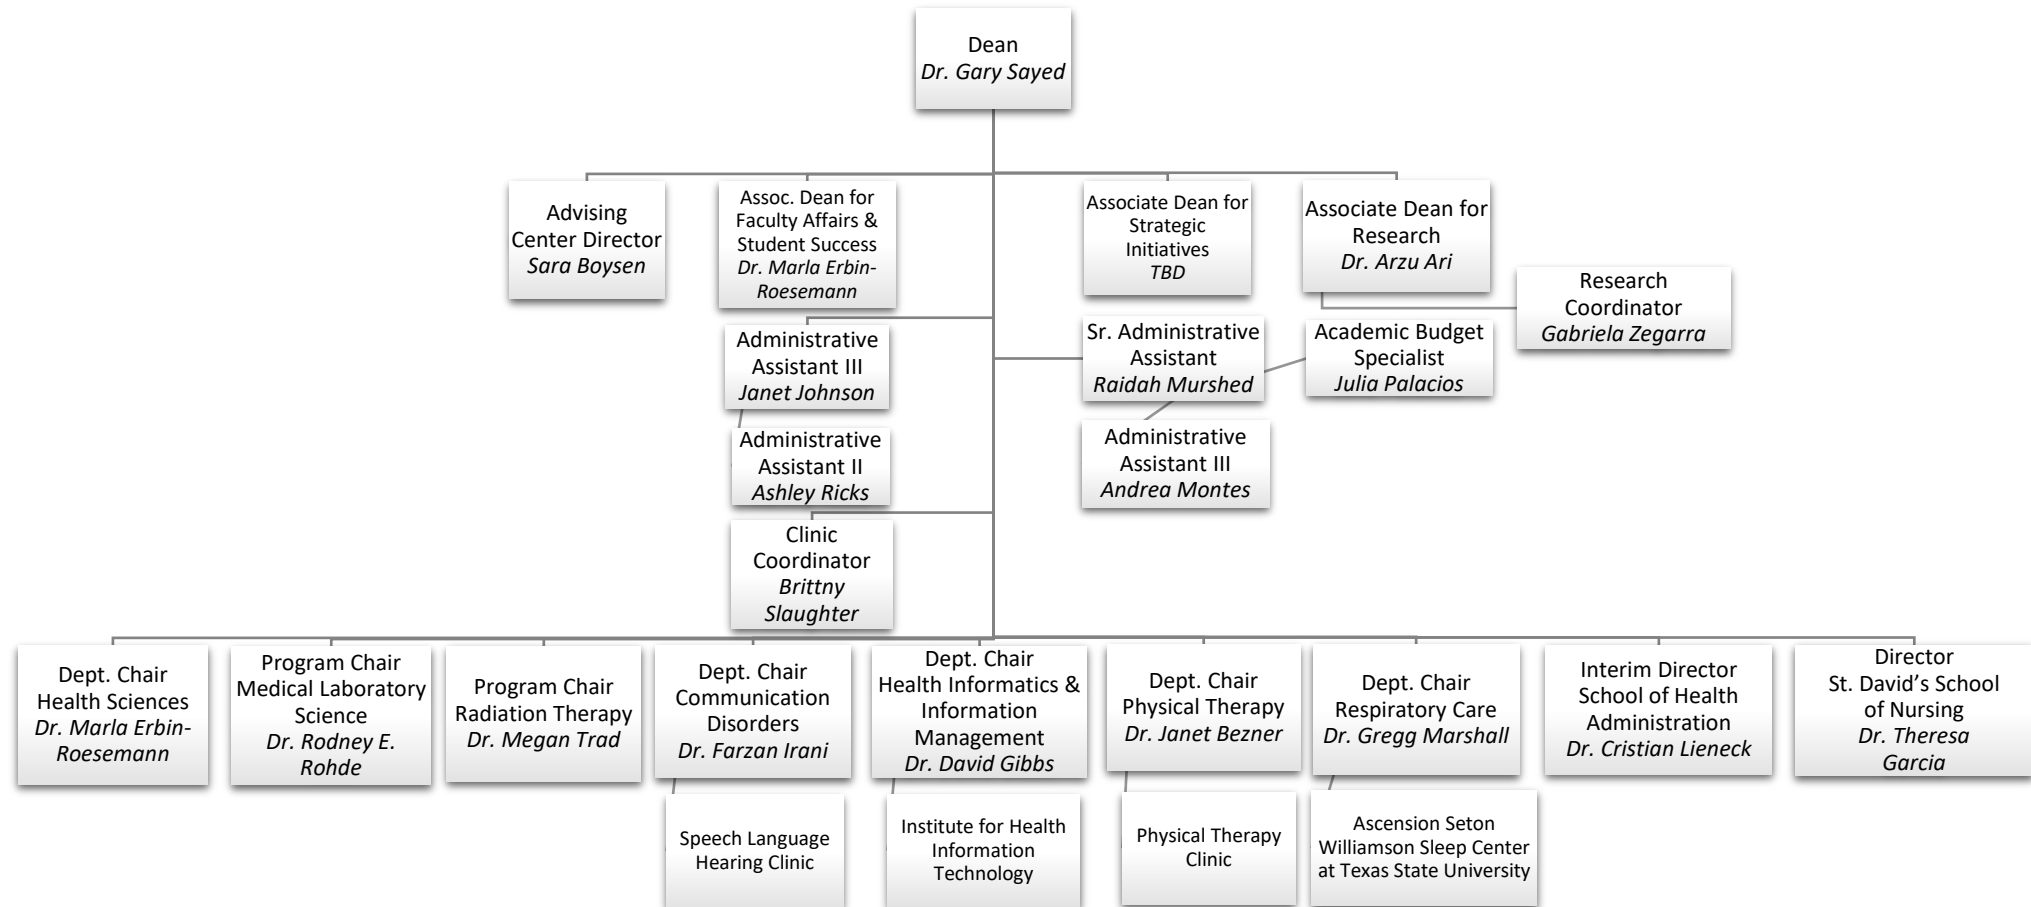 Dean
Dr. Gary Sayed
Advising
Center Director
Sara Boysen
Assoc. Dean for
Faculty Affairs &
Student Success
Dr. Marla Erbin-
Roesemann
Associate Dean for
Strategic
Initiatives
TBD
Associate Dean for
Research
Dr. Arzu Ari
Research
Coordinator
Gabriela Zegarra
Administrative
Assistant III
Janet Johnson
Sr. Administrative
Assistant
Raidah Murshed
Academic Budget
Specialist
Julia Palacios
Administrative
Assistant II
Ashley Ricks
Administrative
Assistant III
Andrea Montes
Clinic
Coordinator
Brittny
Slaughter
Dept. Chair
Health Sciences
Dr. Marla Erbin-
Roesemann
Program Chair
Medical Laboratory
Science
Dr. Rodney E.
Rohde
Program Chair
Radiation Therapy
Dr. Megan Trad
Dept. Chair
Communication
Disorders
Dr. Farzan Irani
Dept. Chair
Health Informatics &
Information
Management
Dr. David Gibbs
Dept. Chair
Physical Therapy
Dr. Janet Bezner
Dept. Chair
Respiratory Care
Dr. Gregg Marshall
Interim Director
School of Health
Administration
Dr. Cristian Lieneck
Director
St. David’s School
of Nursing
Dr. Theresa
Garcia
Speech Language
Hearing Clinic
Institute for Health
Information
Technology
Physical Therapy
Clinic
Ascension Seton
Williamson Sleep Center
at Texas State University